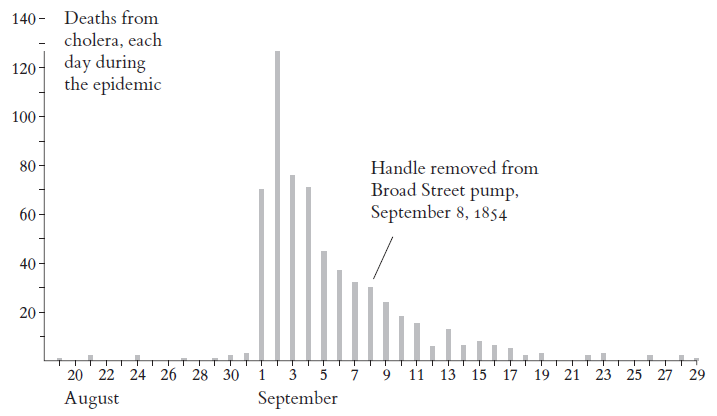 Deaths from
cholera, each
day during
the epidemic
140
120
100
80
60
40
20
Handle removed from
Broad Street pump,
September 8, 1854
20 22 24 26 28 30 1 3 5 7 9 11 13 15 17 19 21 23 25 27 29
August September